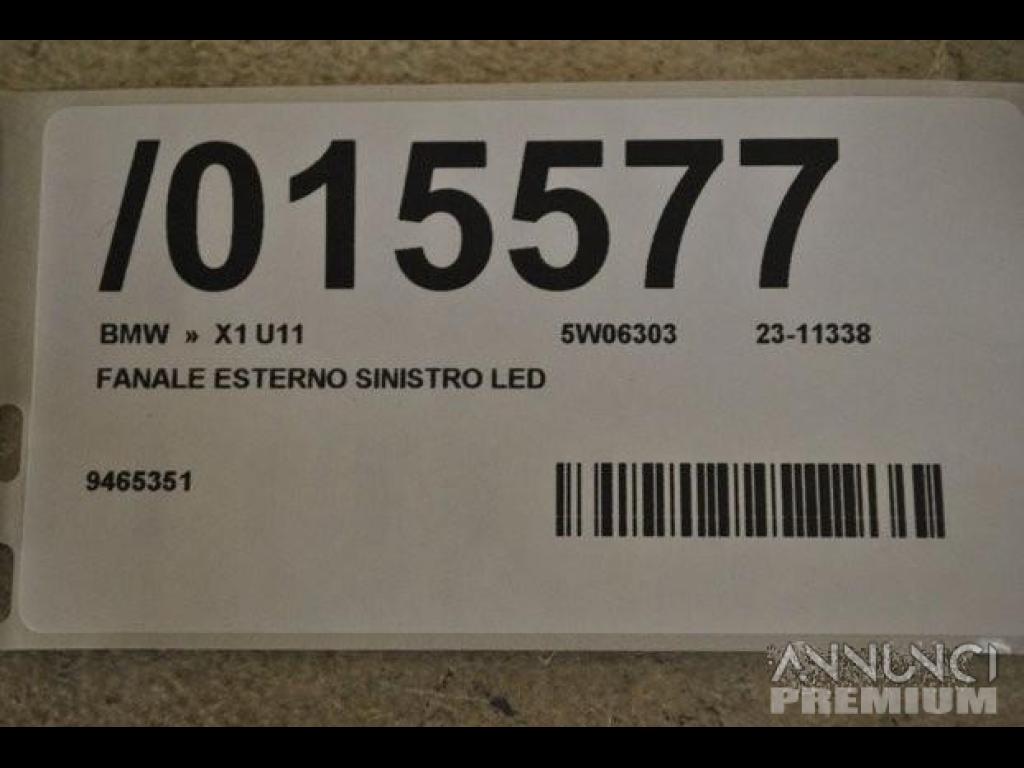 /015577
BMW » X1 U11 5W06303 23-11338
FANALE ESTERNO SINISTRO LED
9465351
ANNUNCI
PREMIUM